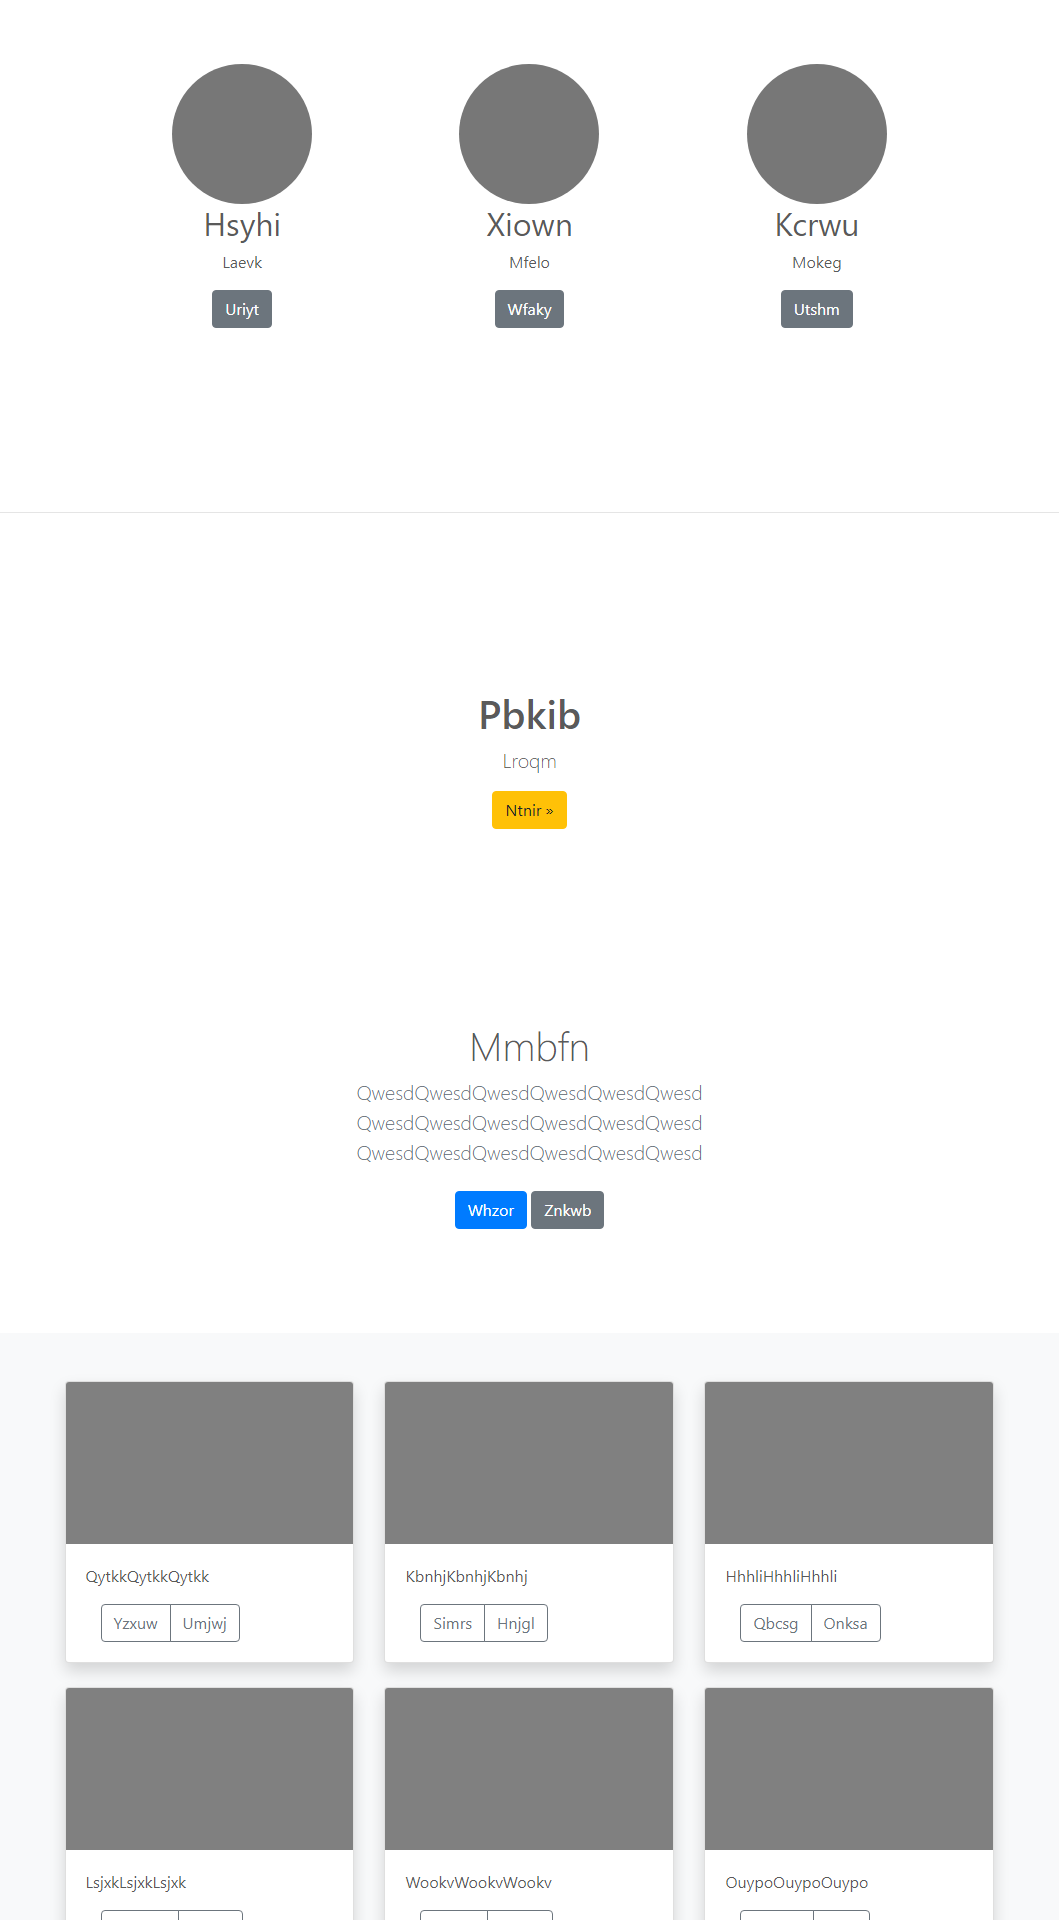 Hsyhi
Xiown
Kcrwu
Laevk
Mfelo
Mokeg
Uriyt
Wfaky
Utshm
Pbkib
Lroqm
Ntnir »
Mmbfn
QwesdQwesdQwesdQwesdQwesdQwesd
QwesdQwesdQwesdQwesdQwesdQwesd
QwesdQwesdQwesdQwesdQwesdQwesd
Whzor Znkwb
QytkkQytkkQytkk
KbnhjKbnhjKbnhj
HhhliHhhliHhhli
Yzxuw Umjwj
Simrs Hnjgl
Qbcsg Onksa
LsjxkLsjxkLsjxk
WookvWookvWookv
OuypoOuypoOuypo